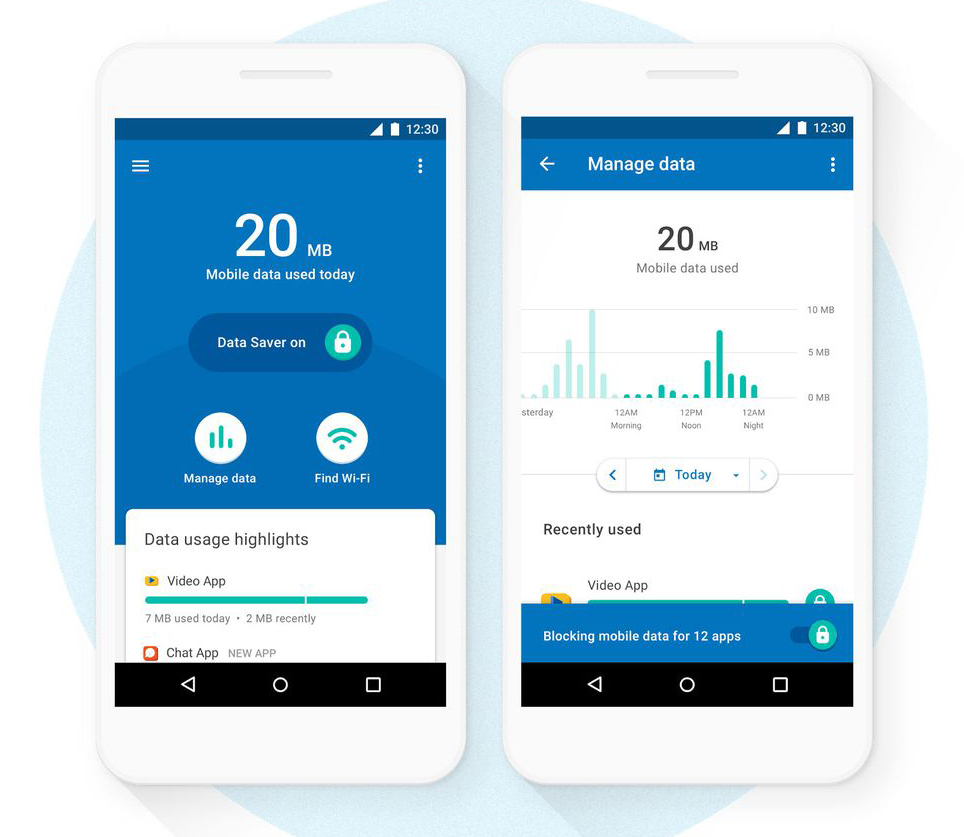 12:30
20 MB
Mobile data used today
Data Saver on
Manage data
Find Wi-Fi
Data usage highlights
Video App
7 MB used today • 2 MB recently
Chat App NEW APP
12:30
Manage data
20 MB
Mobile data used
10 MB
5 MB
0 MB
sterday
12AM
Morning
12PM
Noon
12AM
Night
Today
Recently used
Video App
Blocking mobile data for 12 apps